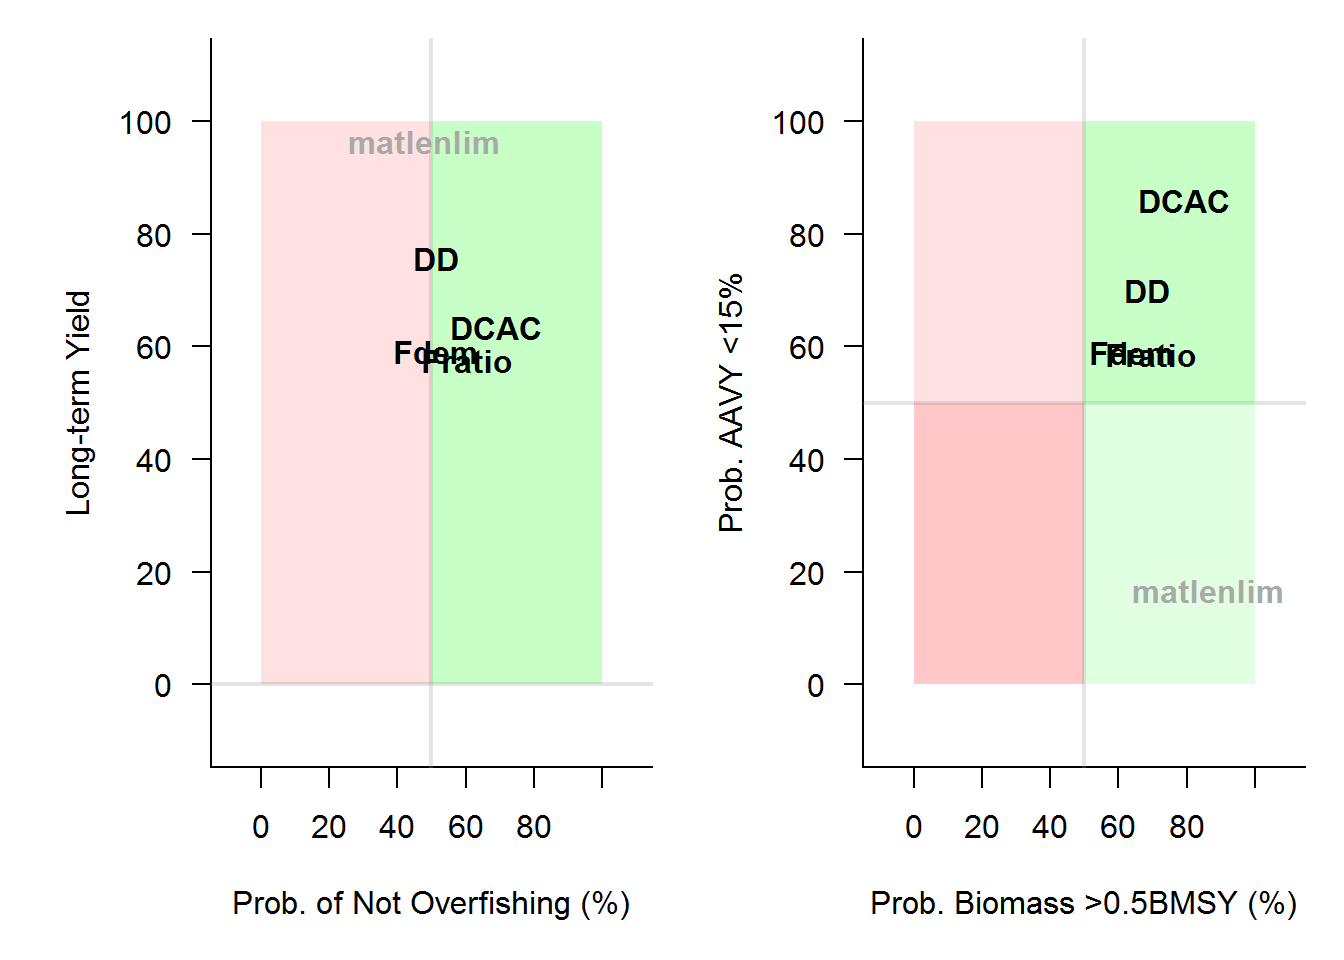 Long-term Yield
100
80
60
40
20
0
matlenlim
DD
DCAC
Fdem
Fratio
0 20 40 60 80
Prob. of Not Overfishing (%)
Prob. AAVY <15%
100
80
60
40
20
0
DCAC
DD
Fdem
Fratio
matlenlim
0 20 40 60 80
Prob. Biomass >0.5BMSY (%)